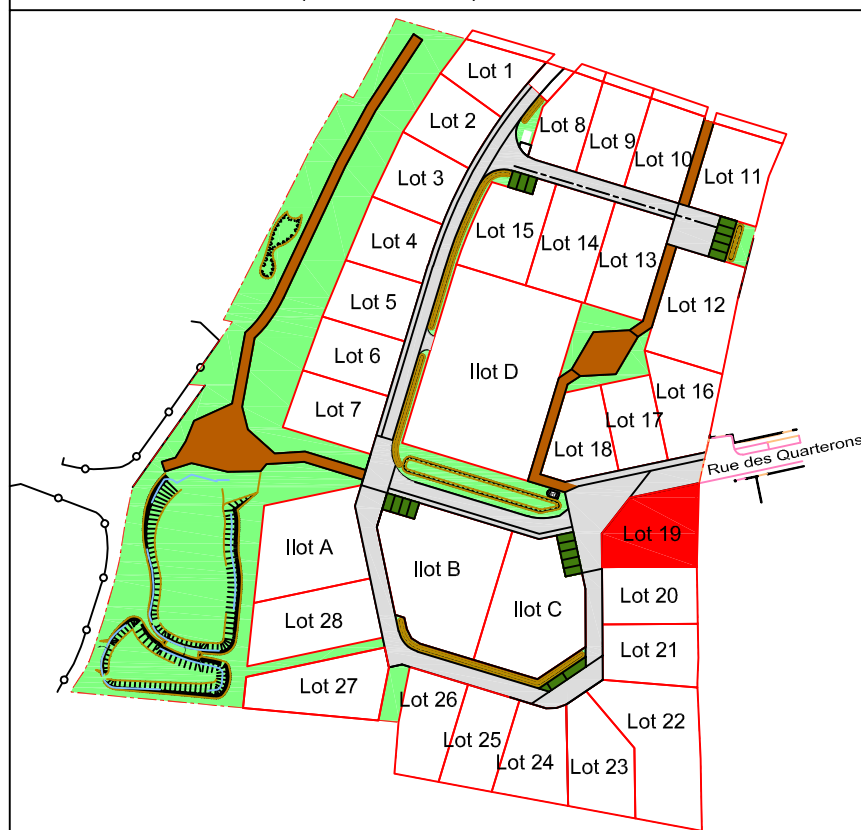 Lot 1
Lot 2
Lot 8
Lot 9
Lot 10
Lot 11
Lot 3
Lot 4
Lot 15
Lot 14
Lot 13
Lot 5
Lot 12
Lot 6
Ilot D
Lot 7
Lot 16
Lot 17
Lot 18
Rue des Quarterons
Lot 19
Ilot A
Ilot B
Ilot C
Lot 20
Lot 28
Lot 21
Lot 27
Lot 26
Lot 25
Lot 24
Lot 23
Lot 22